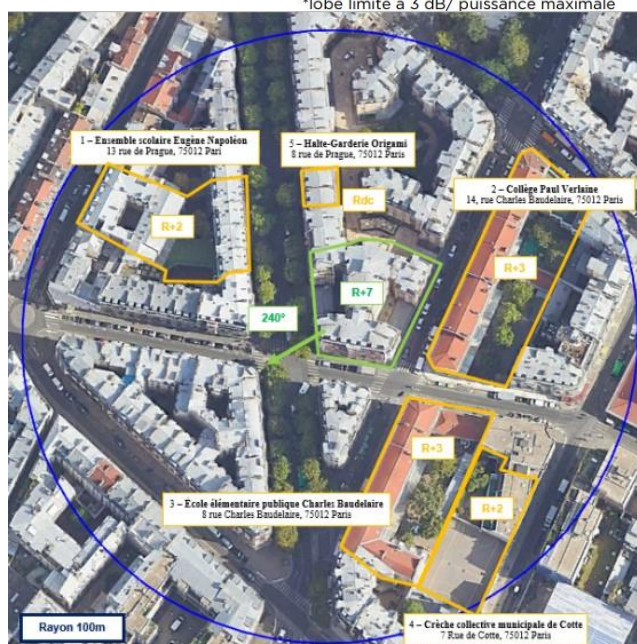 *lobe limité à 3 dB/ puissance maximale
1 – Ensemble scolaire Eugène Napoléon
13 rue de Prague, 75012 Pari
5 – Halte-Garderie Origami
8 rue de Prague, 75012 Paris
2 – Collège Paul Verlaine
14, rue Charles Baudelaire, 75012 Paris
Rdc
R+2
R+3
R+7
240°
R+3
3 – École élémentaire publique Charles Baudelaire
8 rue Charles Baudelaire, 75012 Paris
R+2
Rayon 100m
4 – Crèche collective municipale de Cotte
7 Rue de Cotte, 75012 Paris